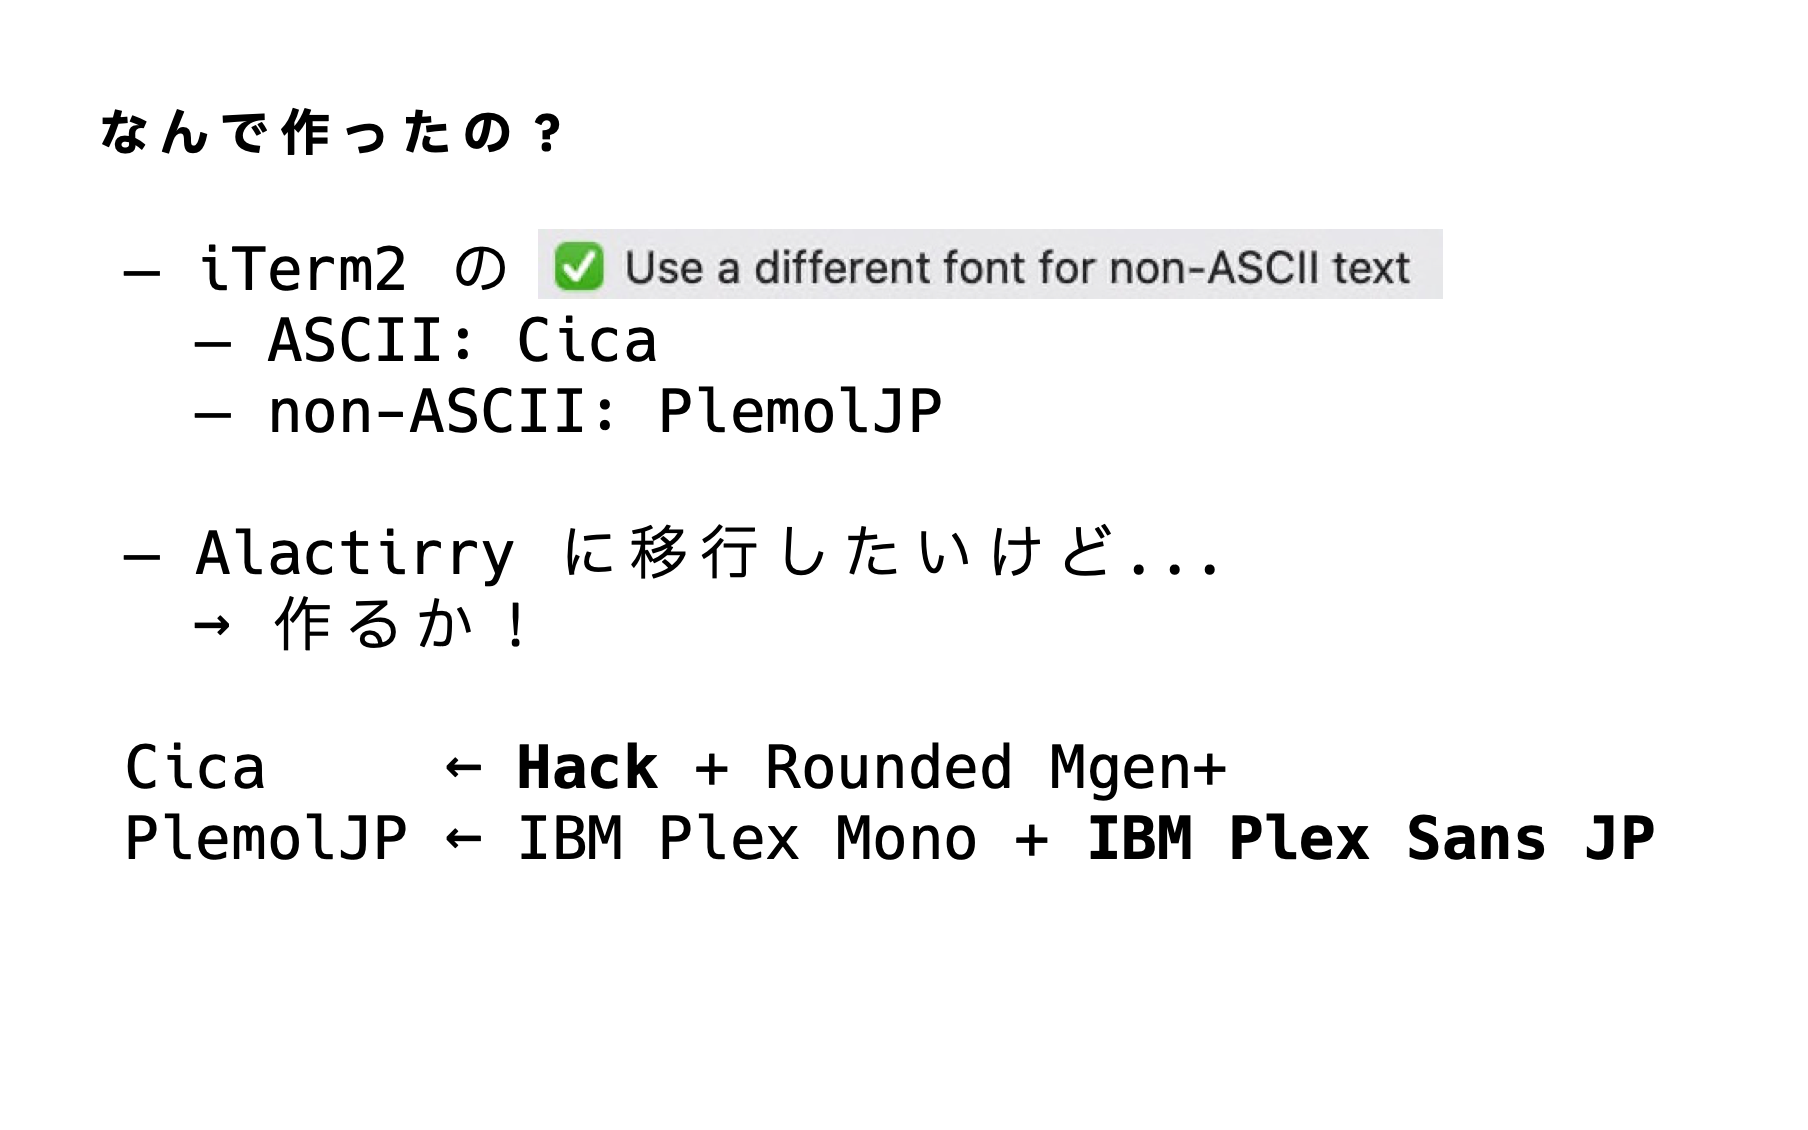 なんで作ったの?
– iTerm2 の ✅ Use a different font for non-ASCII text
– ASCII: Cica
– non-ASCII: PlemolJP
– Alactirry に移行したいけど...
→ 作るか!
Cica ← Hack + Rounded Mgen+
PlemolJP ← IBM Plex Mono + IBM Plex Sans JP